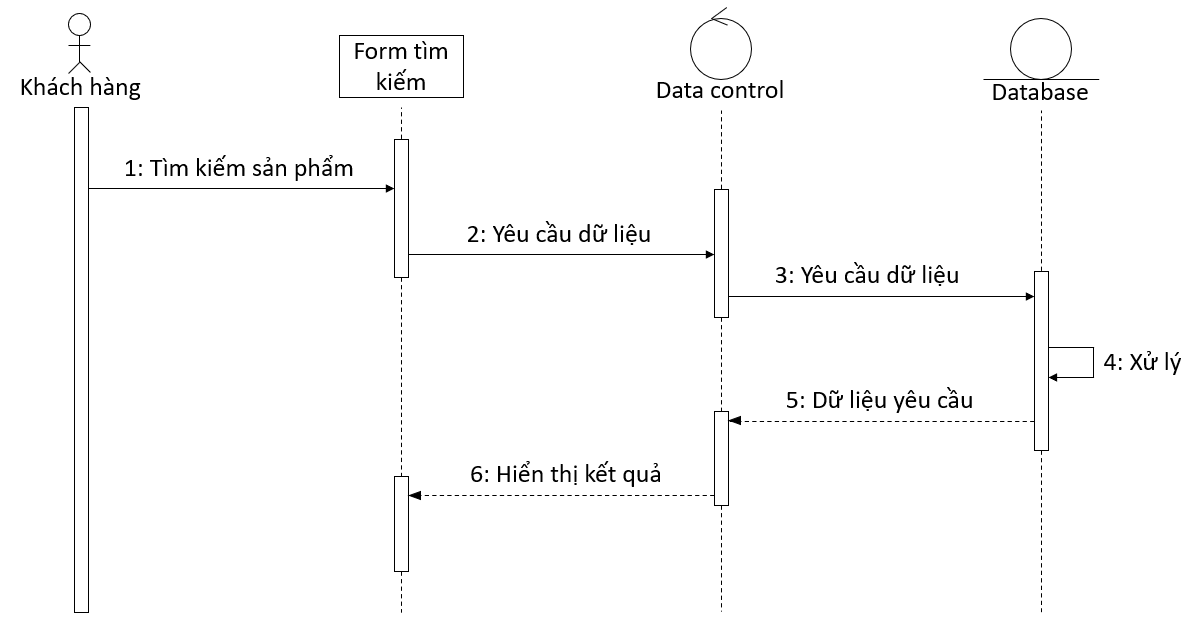 Khách hàng
Form tìm
kiếm
Data control
Database
1: Tìm kiếm sản phẩm
2: Yêu cầu dữ liệu
3: Yêu cầu dữ liệu
4: Xử lý
5: Dữ liệu yêu cầu
6: Hiển thị kết quả